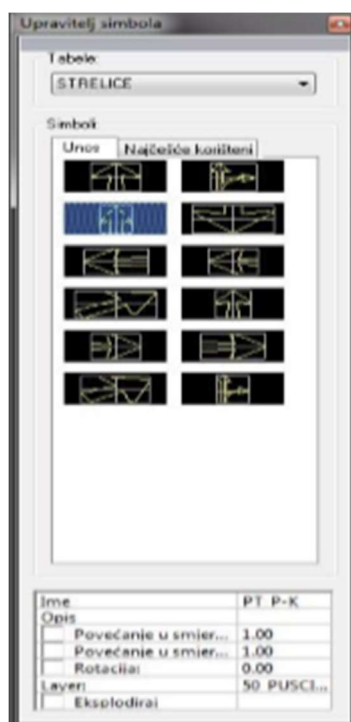 Upravitelj simbola
Tabele:
STRELICE
Simboli
Unos Najčešće korišteni
Ime PT P-K
Opis
Povećanje u smjer... 1.00
Povećanje u smjer... 1.00
Rotacija: 0.00
Layer: 50 PUSCI...
Eksplodiraj